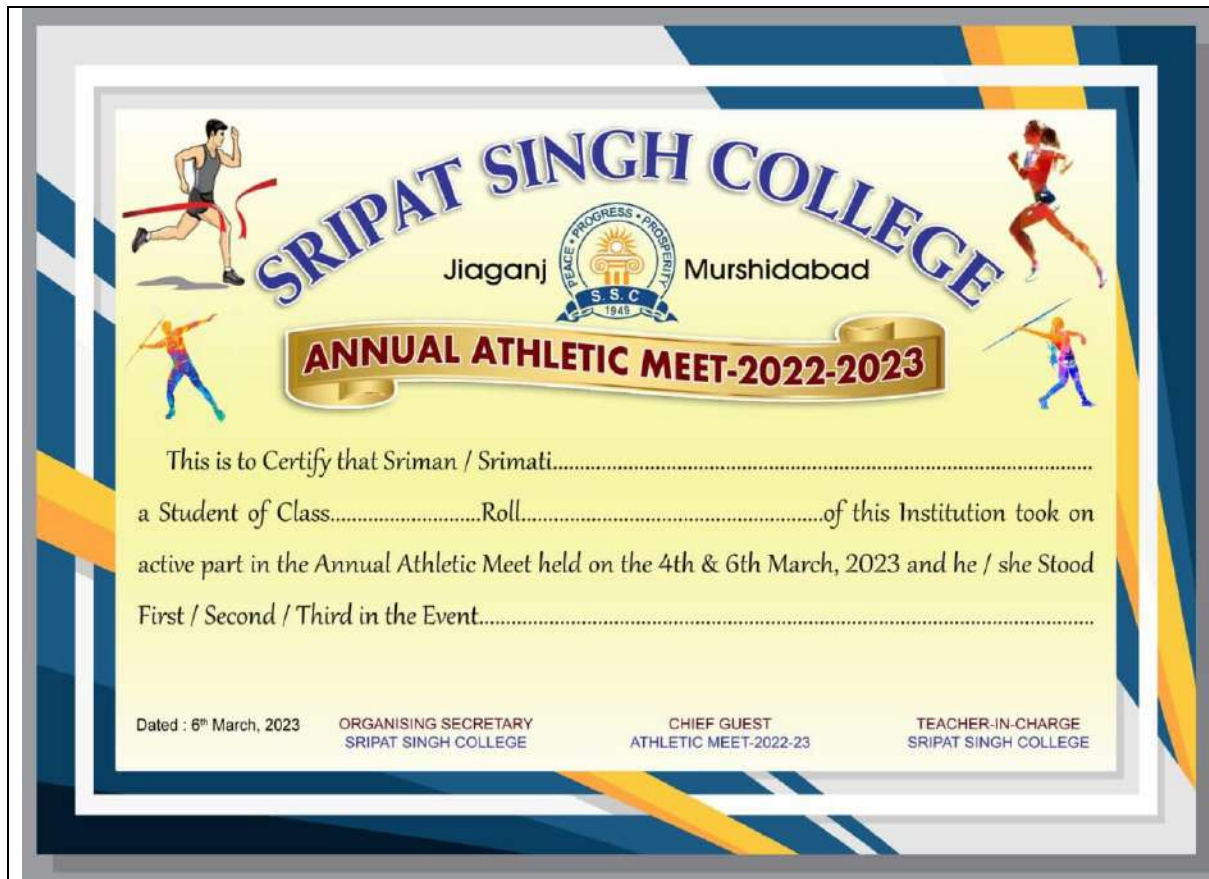 SRIPAT SINGH COLLEGE
Jiaganj
PEACE • PROGRESS • PROSPERITY
S. S. C
1949
Murshidabad
ANNUAL ATHLETIC MEET-2022-2023
This is to Certify that Sriman / Srimati....................................................................................................
a Student of Class...........................Roll........................................................of this Institution took on
active part in the Annual Athletic Meet held on the 4th & 6th March, 2023 and he / she Stood
First / Second / Third in the Event....................................................................................................................
Dated : 6th March, 2023
ORGANISING SECRETARY
SRIPAT SINGH COLLEGE
CHIEF GUEST
ATHLETIC MEET-2022-23
TEACHER-IN-CHARGE
SRIPAT SINGH COLLEGE